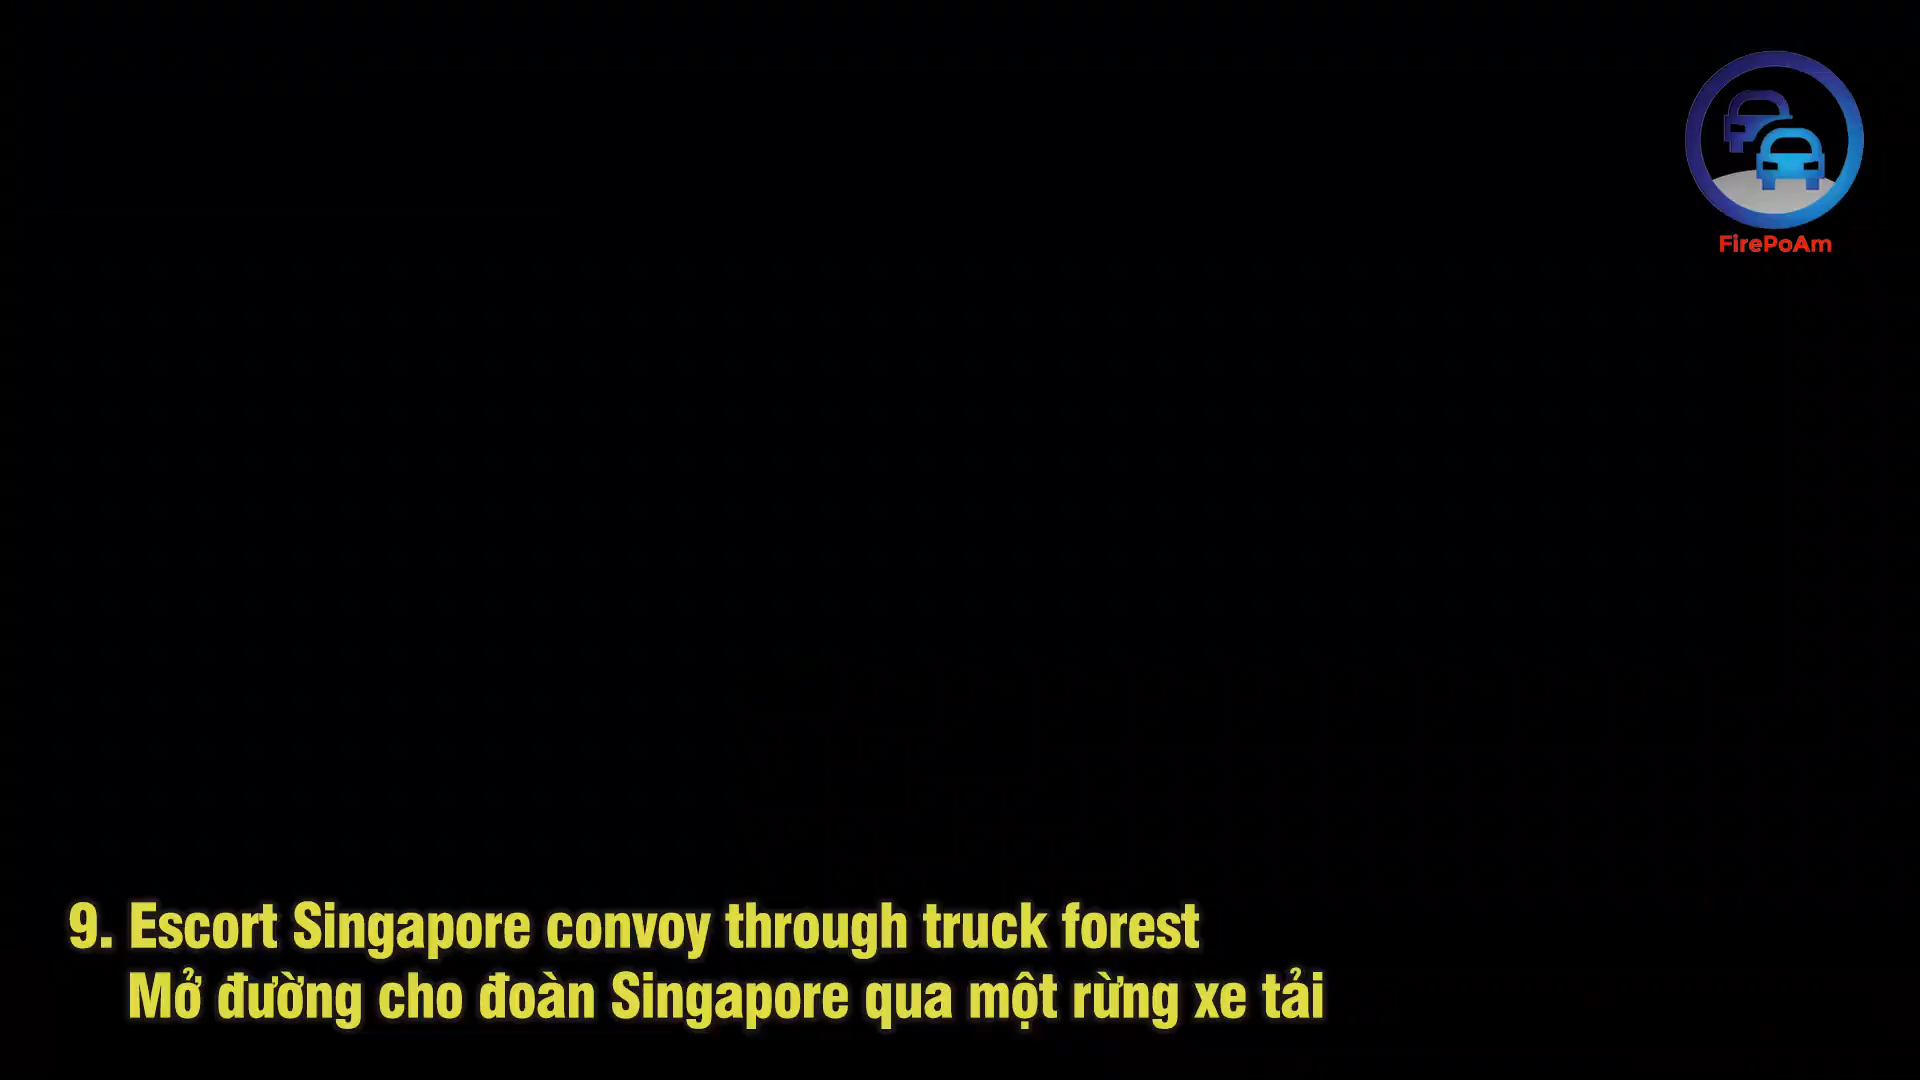 FirePoAm
9. Escort Singapore convoy through truck forest
Mở đường cho đoàn Singapore qua một rừng xe tải